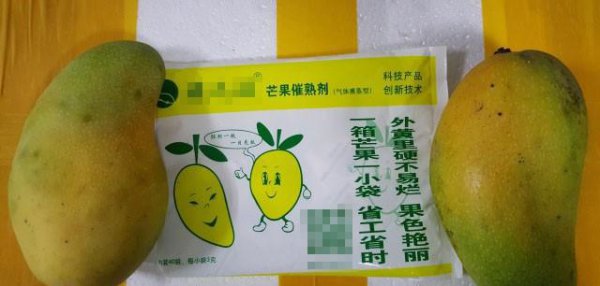 ®
芒果催熟剂（气体熏蒸型）
科技产品
创新技术
外黄里硬不易烂 果色艳丽
一箱芒果一小袋 省工省时